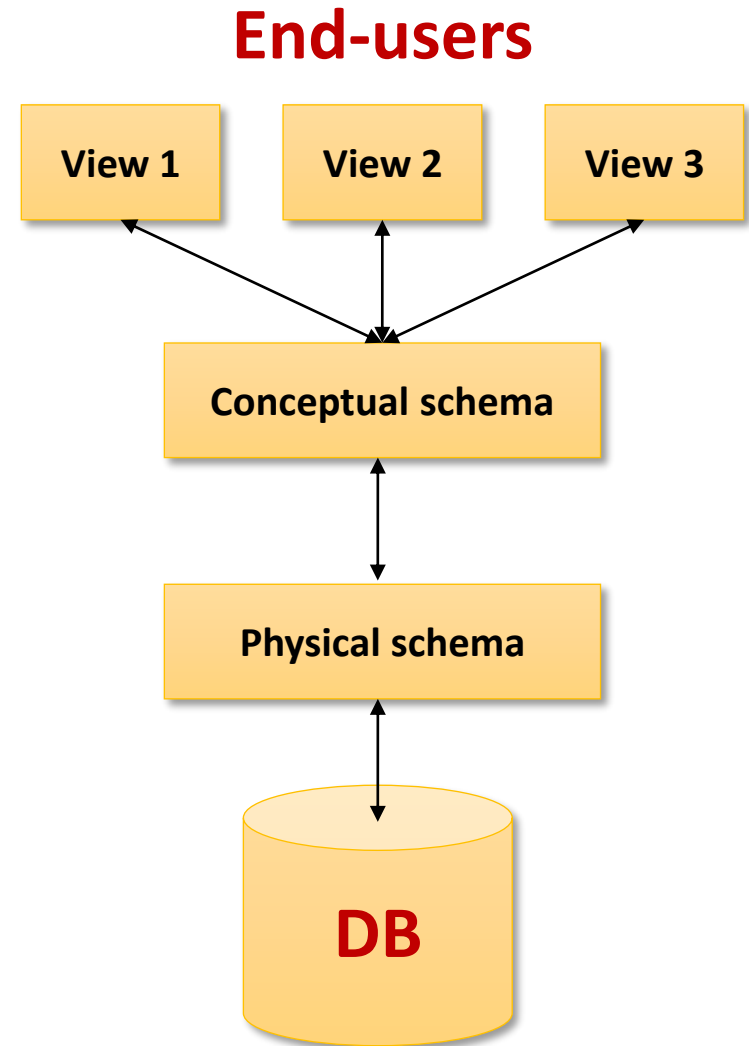 End-users
View 1
View 2
View 3
Conceptual schema
Physical schema
DB